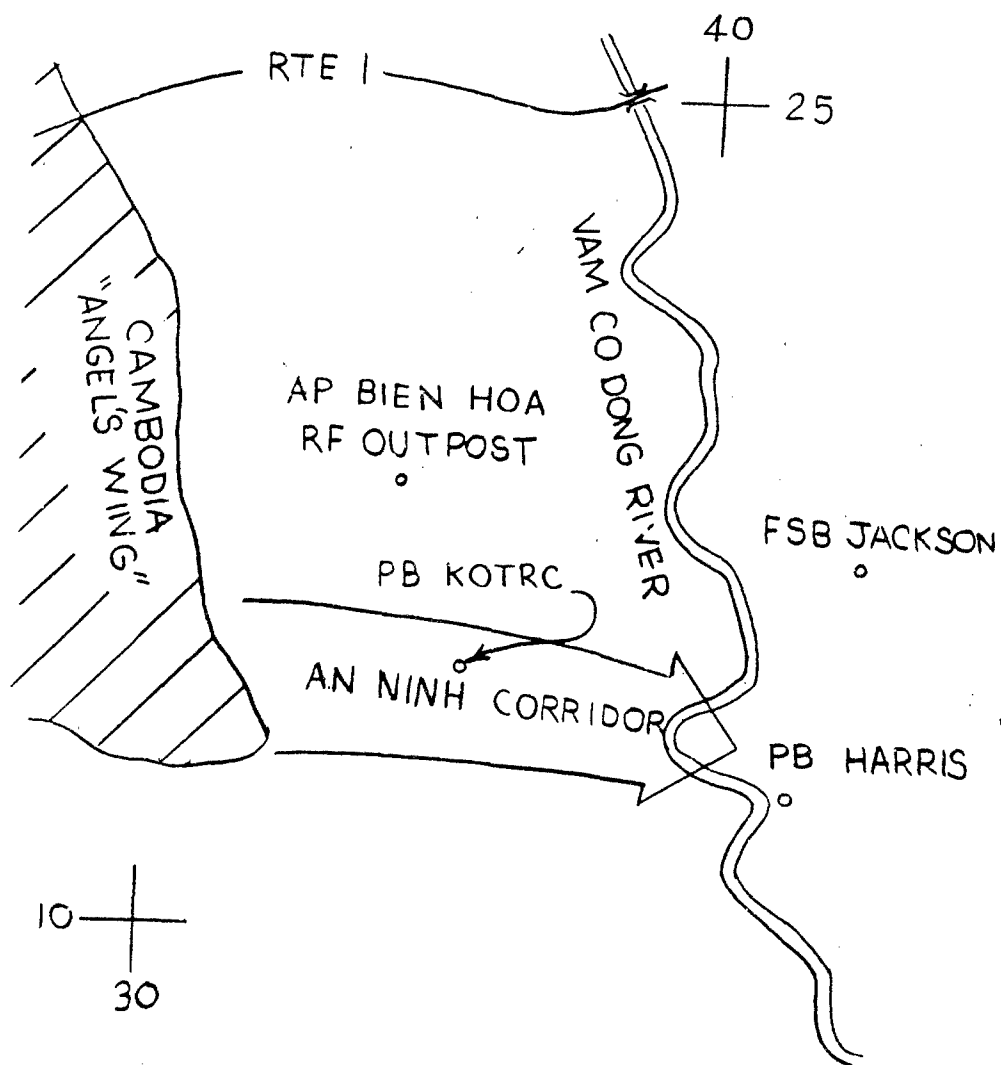 40
RTE 1
25
VAM CO DONG RIVER
CAMBODIA
"ANGEL'S WING"
AP BIEN HOA
RF OUTPOST
FSB JACKSON
PB KOTRC
AN NINH CORRIDOR
PB HARRIS
10
30